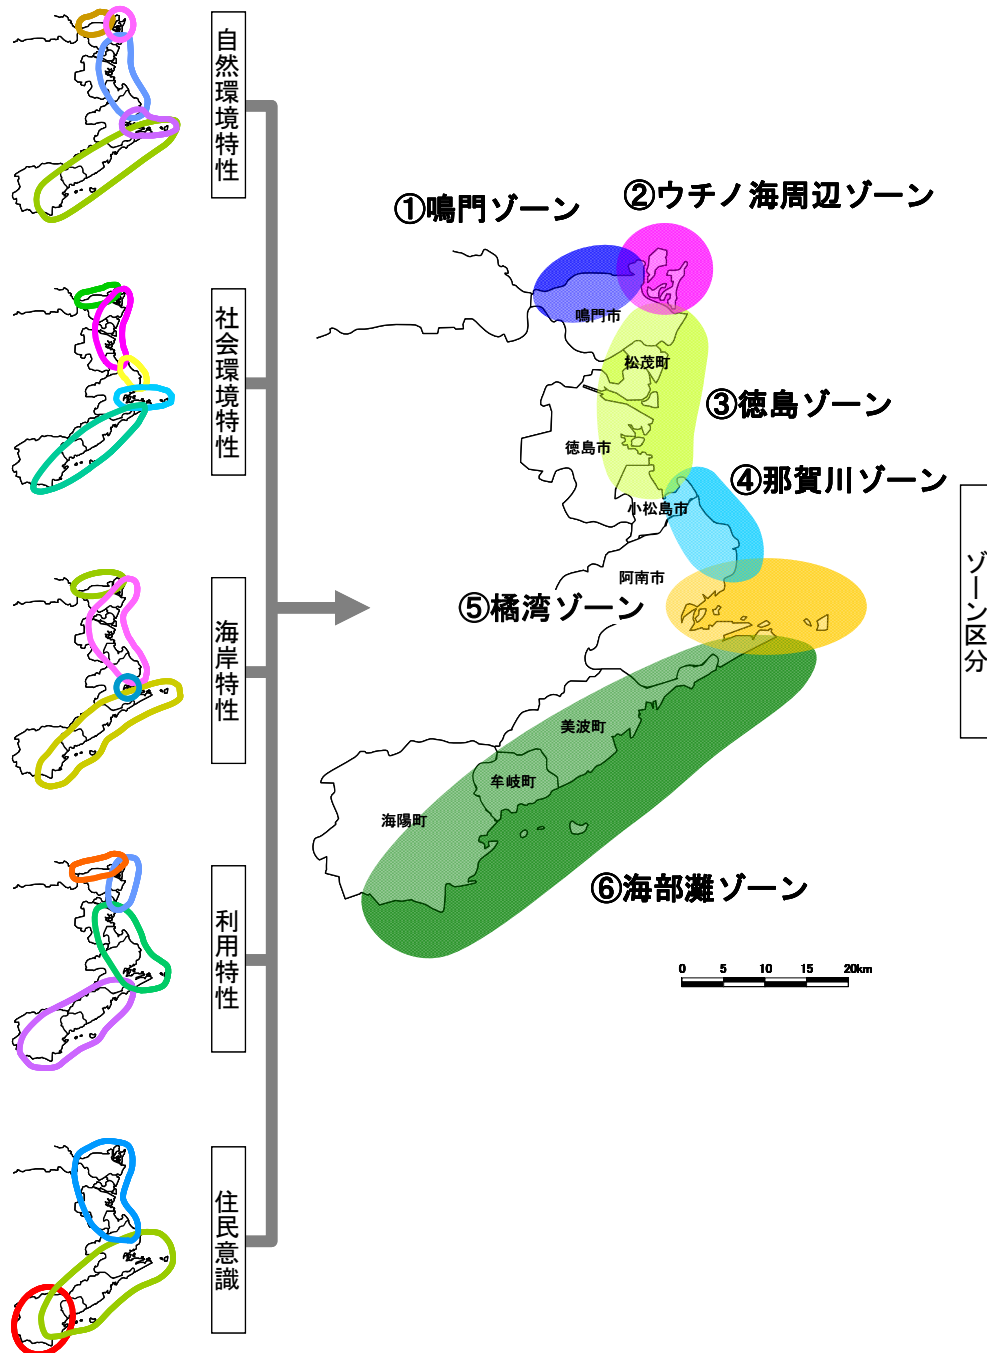 自然環境特性
社会環境特性
海岸特性
利用特性
住民意識
①鳴門ゾーン
②ウチノ海周辺ゾーン
鳴門市
松茂町
③徳島ゾーン
徳島市
④那賀川ゾーン
小松島市
阿南市
⑤橘湾ゾーン
美波町
牟岐町
海陽町
⑥海部灘ゾーン
0 5 10 15 20km
ゾーン区分